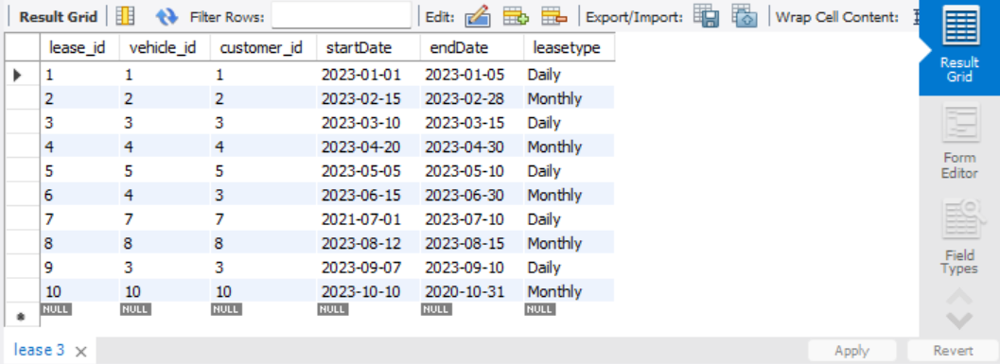 Result Grid Filter Rows: Edit: Export/Import: Wrap Cell Content:
lease_id vehicle_id customer_id startDate endDate leasetype
1 1 1 2023-01-01 2023-01-05 Daily
2 2 2 2023-02-15 2023-02-28 Monthly
3 3 3 2023-03-10 2023-03-15 Daily
4 4 4 2023-04-20 2023-04-30 Monthly
5 5 5 2023-05-05 2023-05-10 Daily
6 4 3 2023-06-15 2023-06-30 Monthly
7 7 7 2021-07-01 2023-07-10 Daily
8 8 8 2023-08-12 2023-08-15 Monthly
9 3 3 2023-09-07 2023-09-10 Daily
10 10 10 2023-10-10 2020-10-31 Monthly
NULL NULL NULL NULL NULL NULL
Result
Grid
Form
Editor
Field
Types
lease 3 Apply Revert